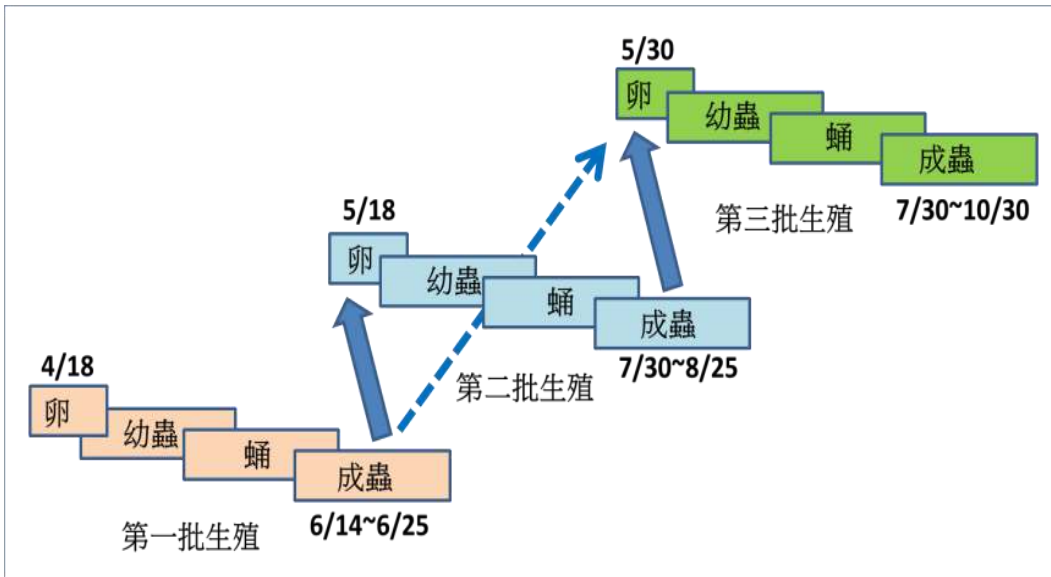 5/30
卵
幼蟲
蛹
成蟲
7/30~10/30
第三批生殖
5/18
卵
幼蟲
蛹
成蟲
7/30~8/25
第二批生殖
4/18
卵
幼蟲
蛹
成蟲
6/14~6/25
第一批生殖